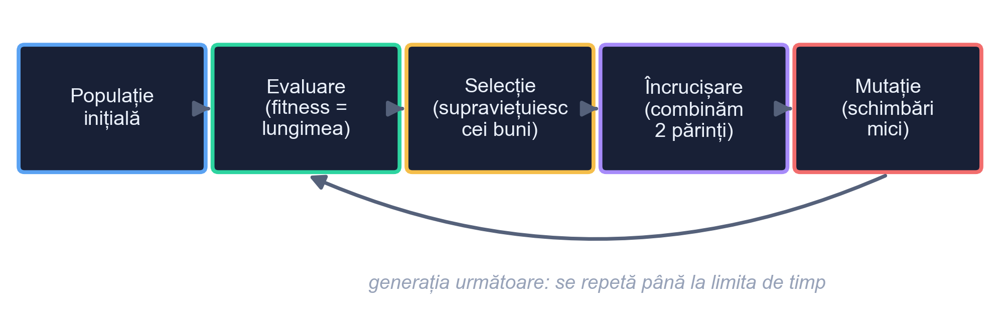 Populație
inițială
Evaluare
(fitness =
lungimea)
Selecție
(supraviețuiesc
cei buni)
Încrucișare
(combinăm
2 părinți)
Mutație
(schimbări
mici)
generația următoare: se repetă până la limita de timp